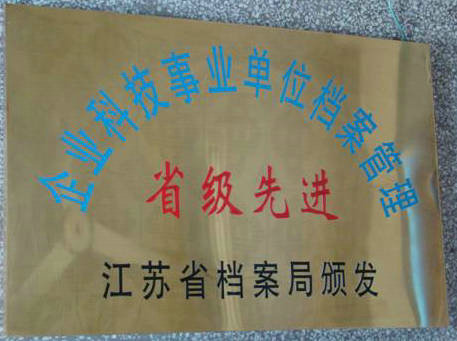 企业科技事业单位档案管理
省级先进
江苏省档案局颁发